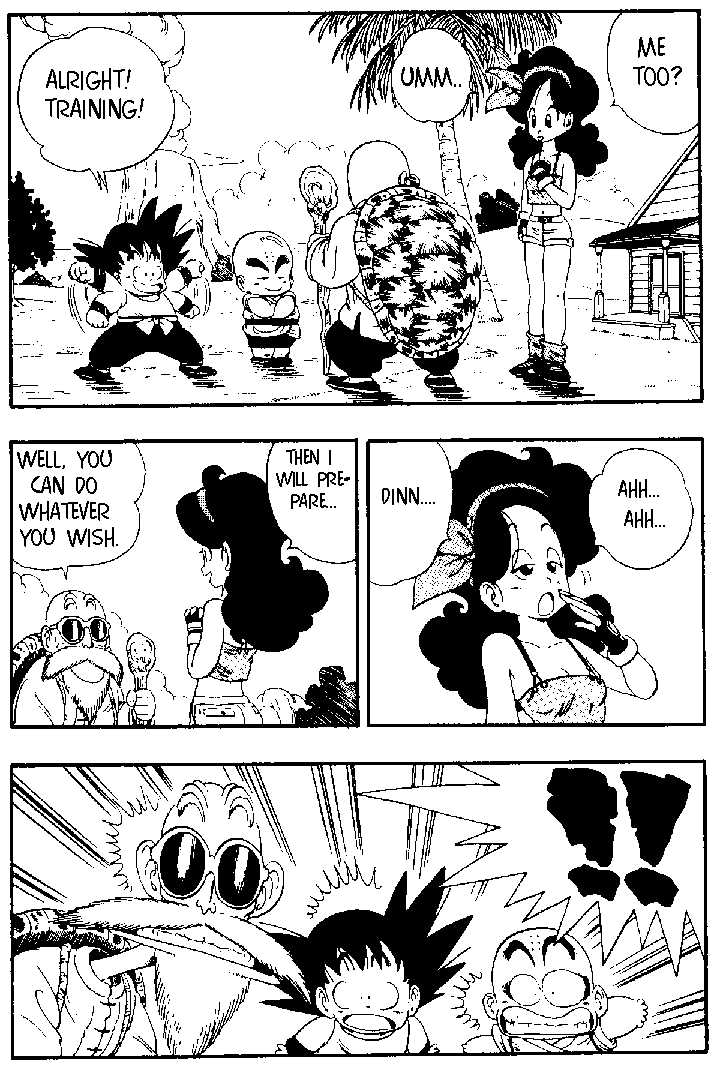 ALRIGHT!
TRAINING!
UMM..
ME
TOO?
WELL, YOU
CAN DO
WHATEVER
YOU WISH.
THEN I
WILL PRE-
PARE...
DINN....
AHH...
AHH...
!!